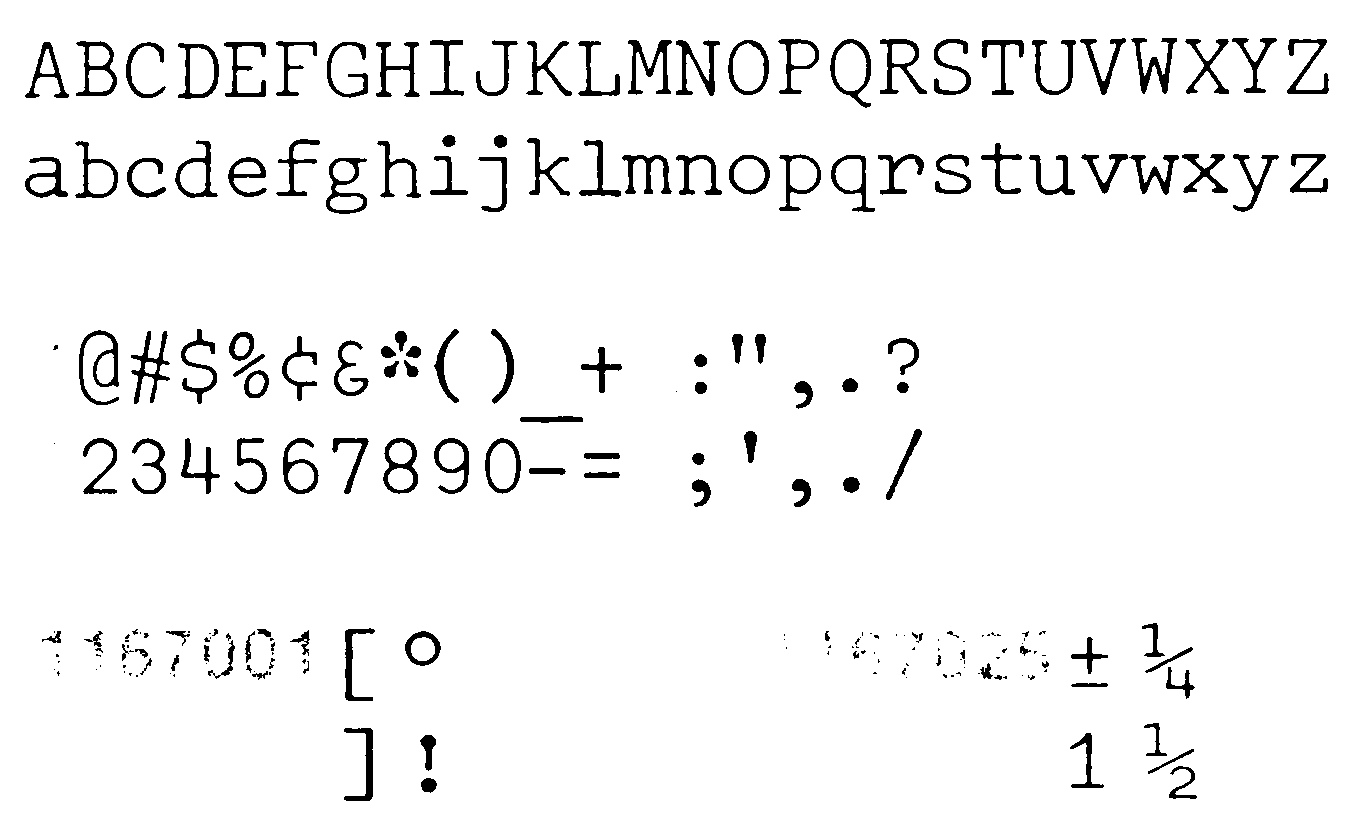 ABCDEFGHIJKLMNOPQRSTUVWXYZ
abcdefghijklmnopqrstuvwxyz
@#$%¢&*()_+ :",.?
234567890-= ;',./
1167001 [ ° 1167025 ± ¼
] ! 1 ½